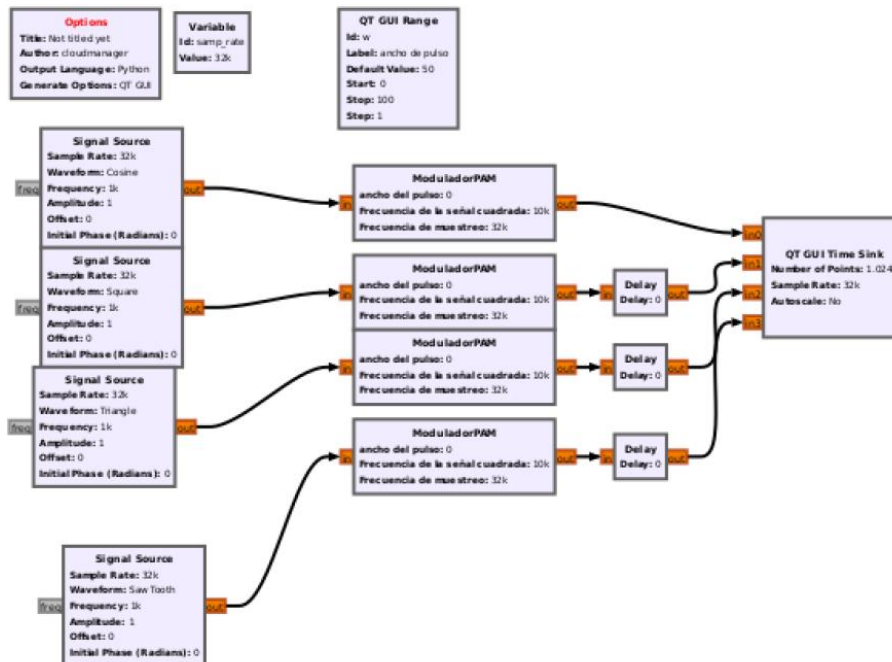 Options
Title: Not titled yet
Author: cloudmanager
Output Language: Python
Generate Options: QT GUI
Variable
Id: samp_rate
Value: 32k
QT GUI Range
Id: w
Label: ancho de pulso
Default Value: 50
Start: 0
Stop: 100
Step: 1
Signal Source
Sample Rate: 32k
Waveform: Cosine
freq
Frequency: 1k
out
Amplitude: 1
Offset: 0
Initial Phase (Radians): 0
ModuladorPAM
ancho del pulso: 0
in
Frecuencia de la señal cuadrada: 10k
out
Frecuencia de muestreo: 32k
Signal Source
Sample Rate: 32k
Waveform: Square
freq
Frequency: 1k
out
Amplitude: 1
Offset: 0
Initial Phase (Radians): 0
ModuladorPAM
ancho del pulso: 0
in
Frecuencia de la señal cuadrada: 10k
out
Frecuencia de muestreo: 32k
Delay
in
Delay: 0
out
Signal Source
Sample Rate: 32k
Waveform: Triangle
freq
Frequency: 1k
out
Amplitude: 1
Offset: 0
Initial Phase (Radians): 0
ModuladorPAM
ancho del pulso: 0
in
Frecuencia de la señal cuadrada: 10k
out
Frecuencia de muestreo: 32k
Delay
in
Delay: 0
out
Signal Source
Sample Rate: 32k
Waveform: Saw Tooth
freq
Frequency: 1k
out
Amplitude: 1
Offset: 0
Initial Phase (Radians): 0
ModuladorPAM
ancho del pulso: 0
in
Frecuencia de la señal cuadrada: 10k
out
Frecuencia de muestreo: 32k
Delay
in
Delay: 0
out
in0
in1
in2
in3
QT GUI Time Sink
Number of Points: 1.024
Sample Rate: 32k
Autoscale: No